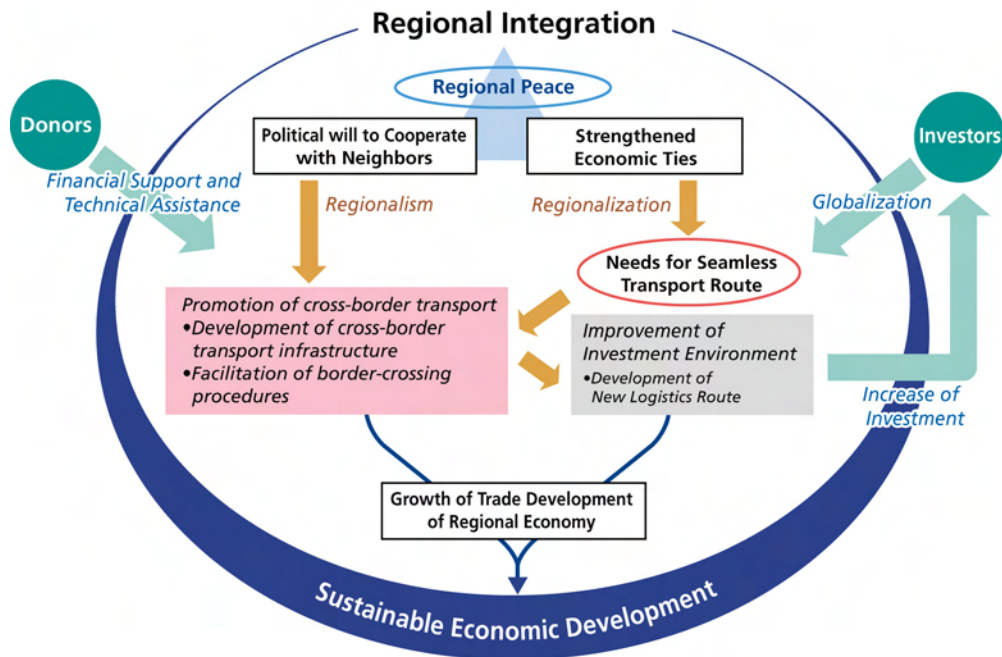 Regional Integration
Regional Peace
Donors
Investors
Political will to Cooperate
with Neighbors
Strengthened
Economic Ties
Financial Support and
Technical Assistance
Regionalism
Regionalization
Globalization
Needs for Seamless
Transport Route
Promotion of cross-border transport
•Development of cross-border
transport infrastructure
•Facilitation of border-crossing
procedures
Improvement of
Investment Environment
•Development of
New Logistics Route
Increase of
Investment
Growth of Trade Development
of Regional Economy
Sustainable Economic Development